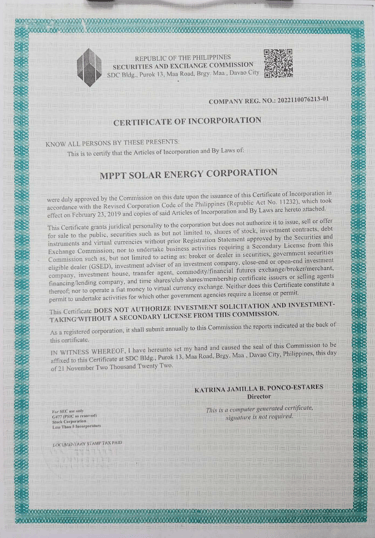 REPUBLIC OF THE PHILIPPINES
SECURITIES AND EXCHANGE COMMISSION
SDC Bldg., Purok 13, Maa Road, Brgy. Maa., Davao City
COMPANY REG. NO.: 2022110076213-01
CERTIFICATE OF INCORPORATION
KNOW ALL PERSONS BY THESE PRESENTS:
This is to certify that the Articles of Incorporation and By Laws of:
MPPT SOLAR ENERGY CORPORATION
were duly approved by the Commission on this date upon the issuance of this Certificate of Incorporation in
accordance with the Revised Corporation Code of the Philippines (Republic Act No. 11232), which took
effect on February 23, 2019 and copies of said Articles of Incorporation and By Laws are hereto attached.
This Certificate grants juridical personality to the corporation but does not authorize it to issue, sell or offer
for sale to the public, securities such as but not limited to, shares of stock, investment contracts, debt
instruments and virtual currencies without prior Registration Statement approved by the Securities and
Exchange Commission; nor to undertake business activities requiring a Secondary License from this
Commission such as, but not limited to acting as: broker or dealer in securities, government securities
eligible dealer (GSED), investment adviser of an investment company, close-end or open-end investment
company, investment house, transfer agent, commodity/financial futures exchange/broker/merchant,
financing/lending company, and time shares/club shares/membership certificate issuers or selling agents
thereof; nor to operate a fiat money to virtual currency exchange. Neither does this Certificate constitute a
permit to undertake activities for which other government agencies require a license or permit.
This Certificate DOES NOT AUTHORIZE INVESTMENT SOLICITATION AND INVESTMENT-
TAKING WITHOUT A SECONDARY LICENSE FROM THIS COMMISSION.
As a registered corporation, it shall submit annually to this Commission the reports indicated at the back of
this certificate.
IN WITNESS WHEREOF, I have hereunto set my hand and caused the seal of this Commission to be
affixed to this Certificate at SDC Bldg., Purok 13, Maa Road, Brgy. Maa., Davao City, Philippines, this day
of 21 November Two Thousand Twenty Two.
KATRINA JAMILLA B. PONCO-ESTARES
Director
This is a computer generated certificate,
signature is not required.
For SEC use only
Stock Corporation
DOCUMENTARY STAMP TAX PAID